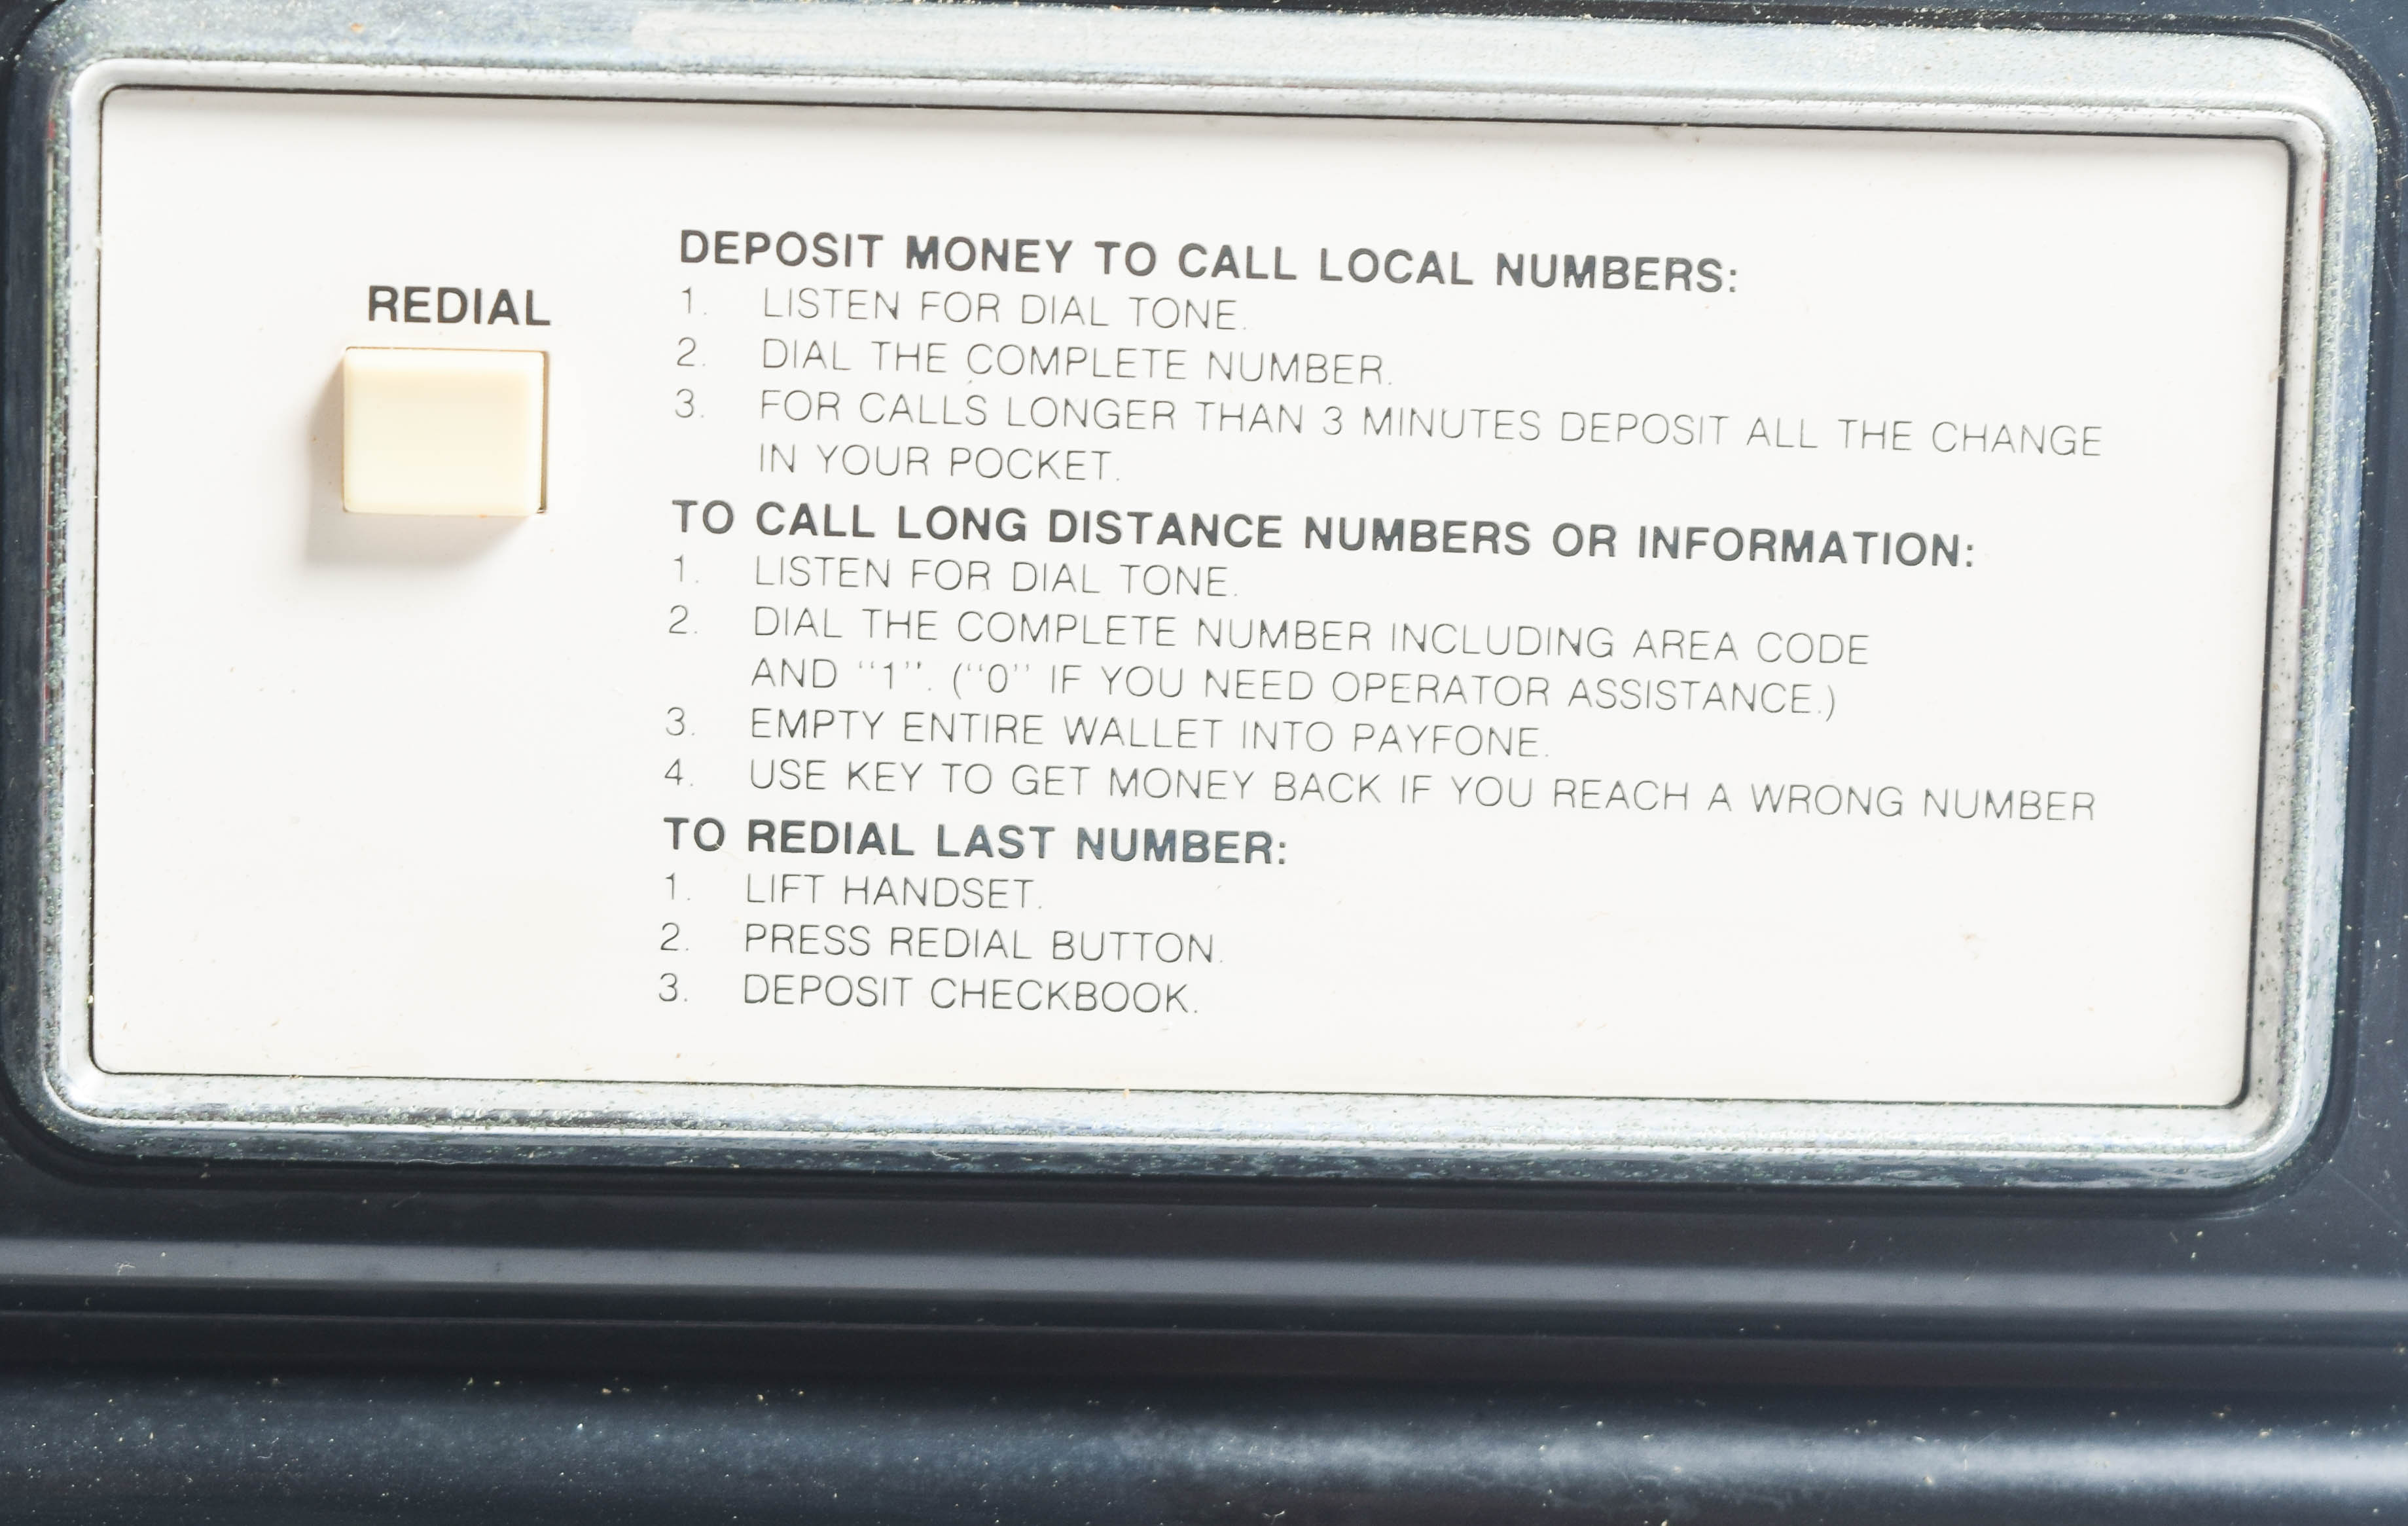 REDIAL
DEPOSIT MONEY TO CALL LOCAL NUMBERS:
1. LISTEN FOR DIAL TONE.
2. DIAL THE COMPLETE NUMBER.
3. FOR CALLS LONGER THAN 3 MINUTES DEPOSIT ALL THE CHANGE
IN YOUR POCKET.
TO CALL LONG DISTANCE NUMBERS OR INFORMATION:
1. LISTEN FOR DIAL TONE.
2. DIAL THE COMPLETE NUMBER INCLUDING AREA CODE
AND “1”. (“0” IF YOU NEED OPERATOR ASSISTANCE.)
3. EMPTY ENTIRE WALLET INTO PAYFONE.
4. USE KEY TO GET MONEY BACK IF YOU REACH A WRONG NUMBER
TO REDIAL LAST NUMBER:
1. LIFT HANDSET.
2. PRESS REDIAL BUTTON.
3. DEPOSIT CHECKBOOK.